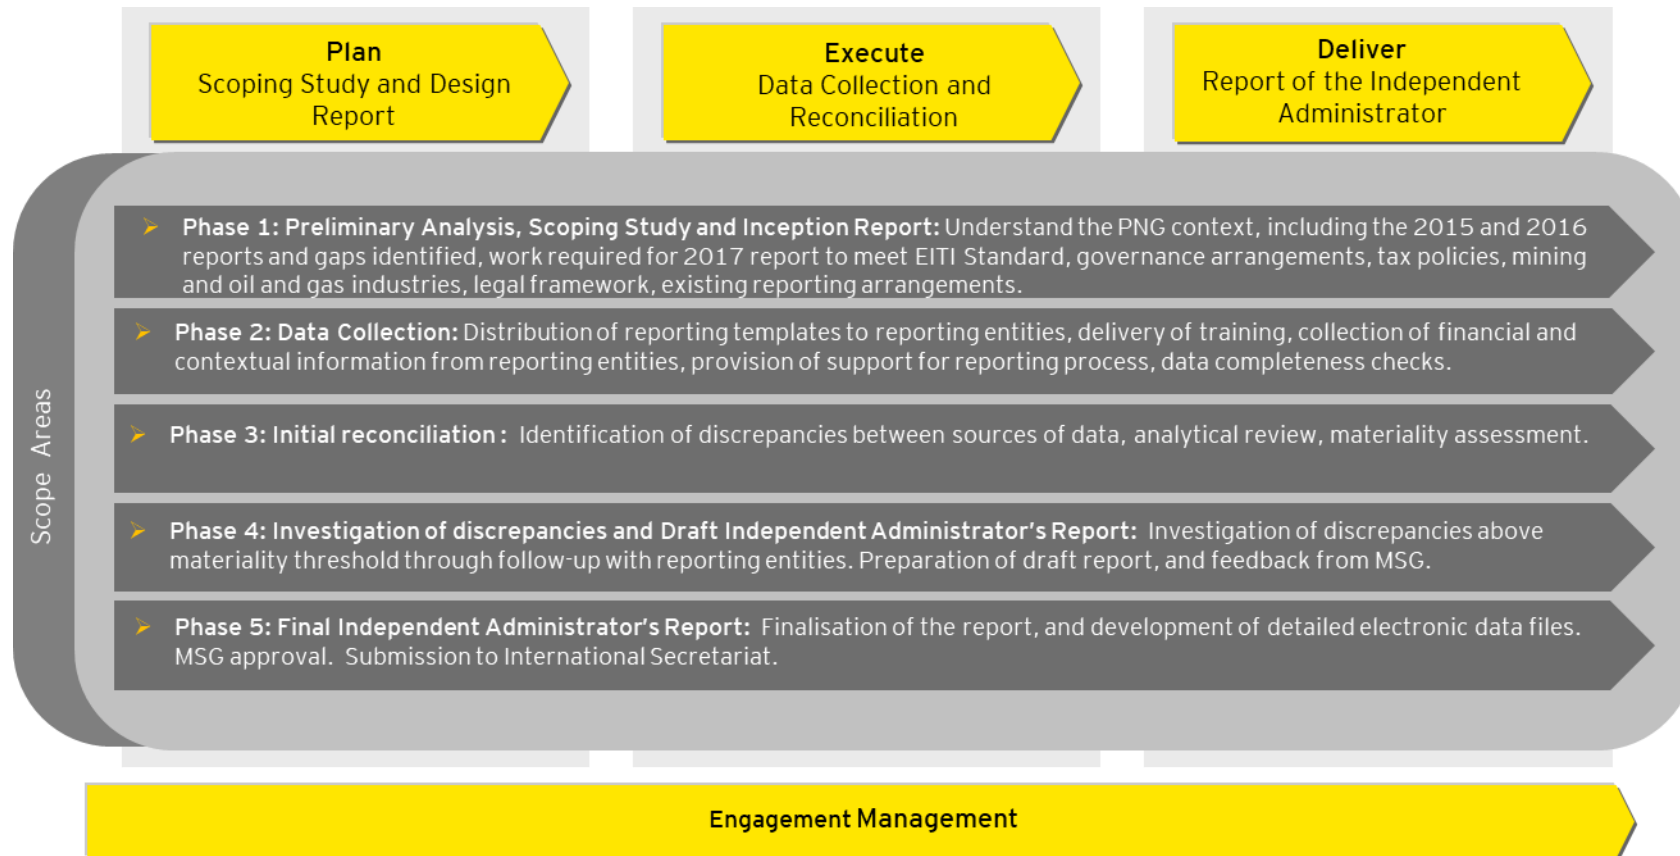 Plan
Scoping Study and Design
Report
Execute
Data Collection and
Reconciliation
Deliver
Report of the Independent
Administrator
Scope Areas
Phase 1: Preliminary Analysis, Scoping Study and Inception Report: Understand the PNG context, including the 2015 and 2016
reports and gaps identified, work required for 2017 report to meet EITI Standard, governance arrangements, tax policies, mining
and oil and gas industries, legal framework, existing reporting arrangements.
Phase 2: Data Collection: Distribution of reporting templates to reporting entities, delivery of training, collection of financial and
contextual information from reporting entities, provision of support for reporting process, data completeness checks.
Phase 3: Initial reconciliation : Identification of discrepancies between sources of data, analytical review, materiality assessment.
Phase 4: Investigation of discrepancies and Draft Independent Administrator's Report: Investigation of discrepancies above
materiality threshold through follow-up with reporting entities. Preparation of draft report, and feedback from MSG.
Phase 5: Final Independent Administrator's Report: Finalisation of the report, and development of detailed electronic data files.
MSG approval. Submission to International Secretariat.
Engagement Management